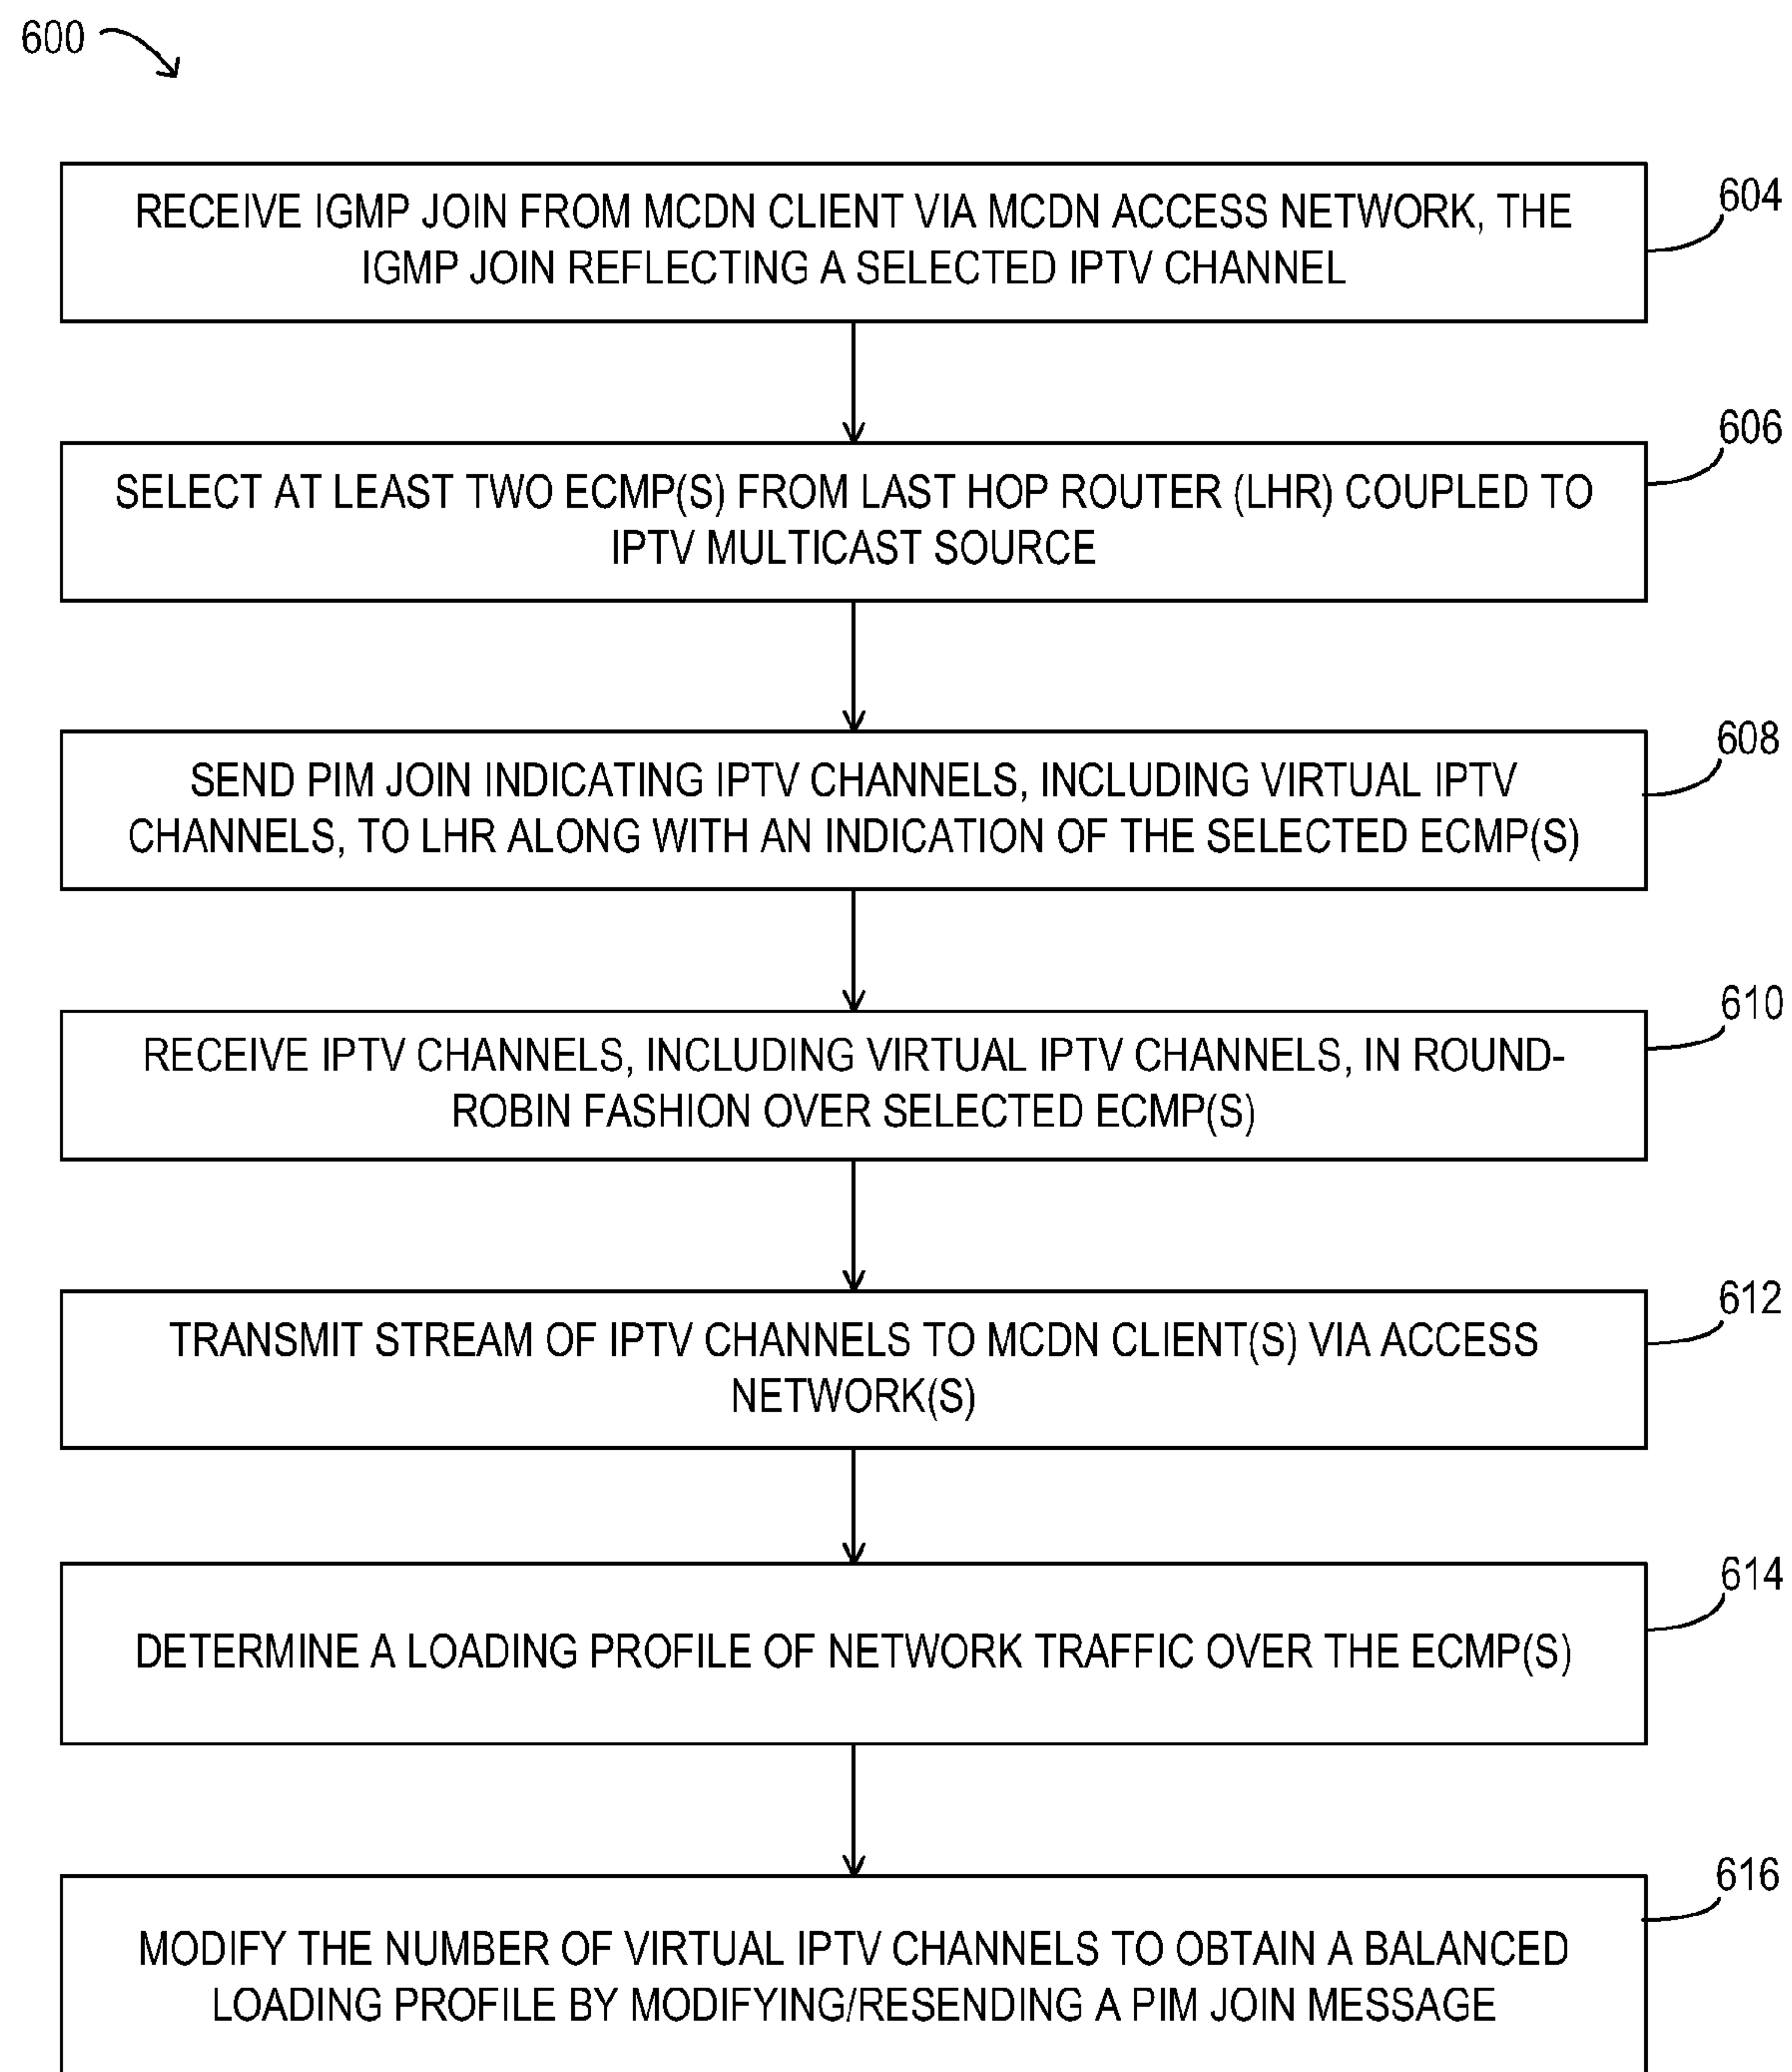 600
RECEIVE IGMP JOIN FROM MCDN CLIENT VIA MCDN ACCESS NETWORK, THE
IGMP JOIN REFLECTING A SELECTED IPTV CHANNEL
604
SELECT AT LEAST TWO ECMP(S) FROM LAST HOP ROUTER (LHR) COUPLED TO
IPTV MULTICAST SOURCE
606
SEND PIM JOIN INDICATING IPTV CHANNELS, INCLUDING VIRTUAL IPTV
CHANNELS, TO LHR ALONG WITH AN INDICATION OF THE SELECTED ECMP(S)
608
RECEIVE IPTV CHANNELS, INCLUDING VIRTUAL IPTV CHANNELS, IN ROUND-
ROBIN FASHION OVER SELECTED ECMP(S)
610
TRANSMIT STREAM OF IPTV CHANNELS TO MCDN CLIENT(S) VIA ACCESS
NETWORK(S)
612
DETERMINE A LOADING PROFILE OF NETWORK TRAFFIC OVER THE ECMP(S)
614
MODIFY THE NUMBER OF VIRTUAL IPTV CHANNELS TO OBTAIN A BALANCED
LOADING PROFILE BY MODIFYING/RESENDING A PIM JOIN MESSAGE
616